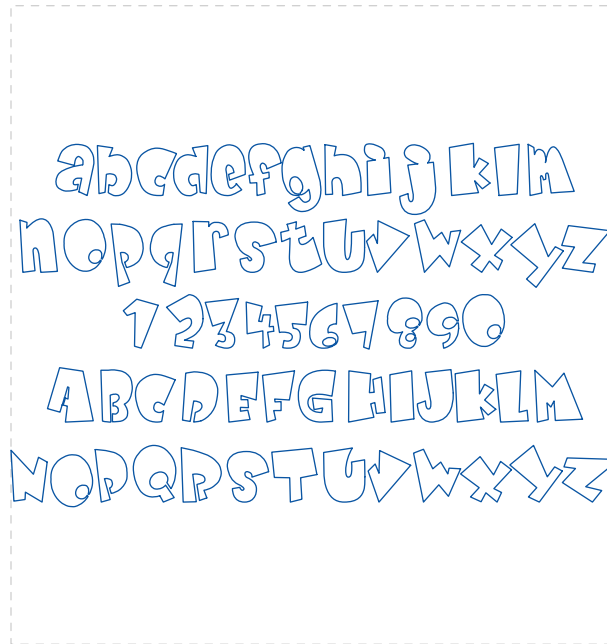 abcdefghijklm
nopqrstuvwxyz
1234567890
ABCDEFGHIJKLM
NOPQRSTUVWXYZ